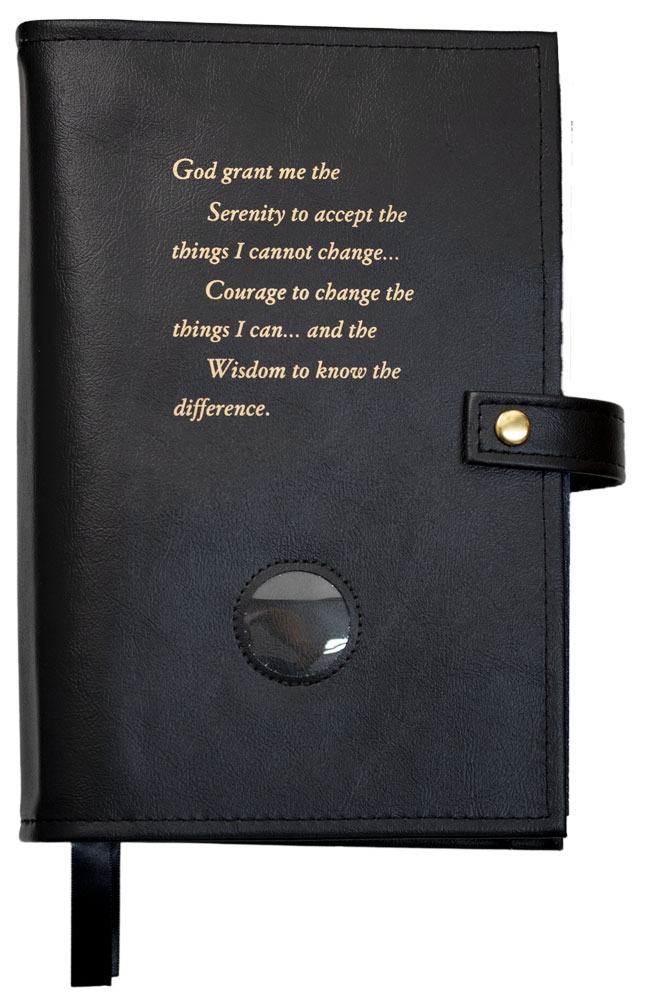 God grant me the
Serenity to accept the
things I cannot change...
Courage to change the
things I can... and the
Wisdom to know the
difference.